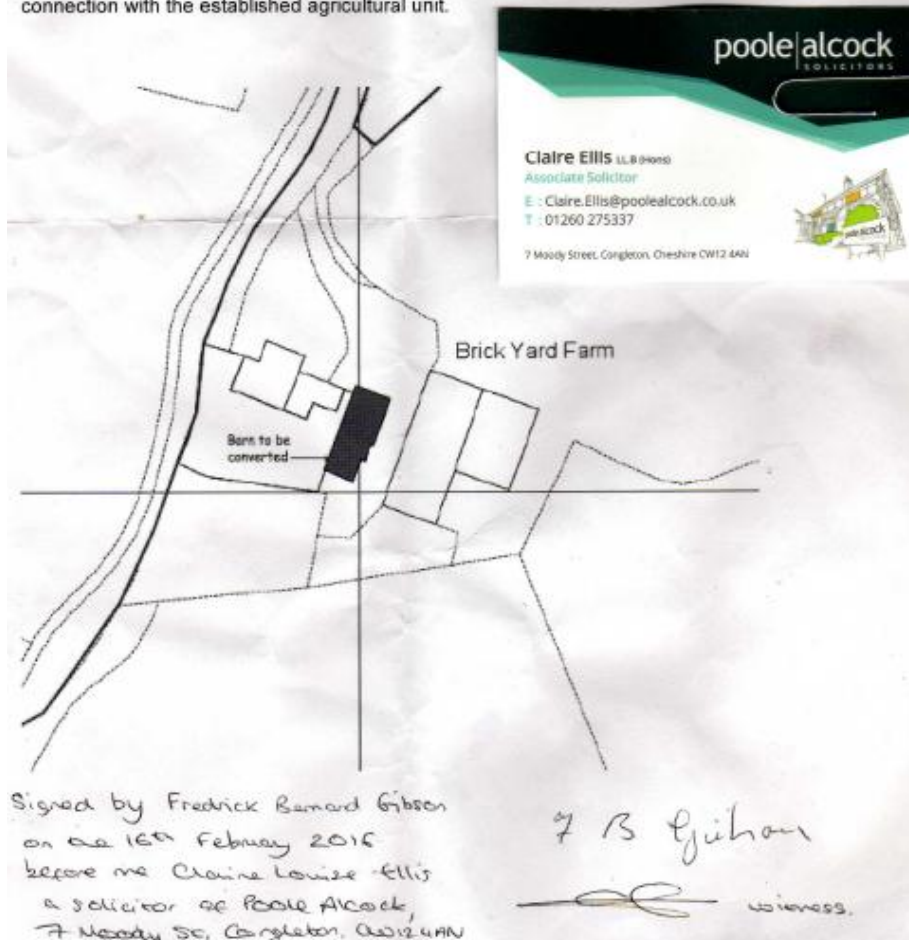 connection with the established agricultural unit.
poole|alcock
SOLICITORS
Claire Ellis LL.B (Hons)
Associate Solicitor
E : Claire.Ellis@poolealcock.co.uk
T : 01260 275337
poole alcock
7 Moody Street, Congleton, Cheshire CW12 4AN
Brick Yard Farm
Barn to be
converted
Signed by Fredrick Bernard Gibson
on the 16th February 2016
before me Claire Louise Ellis
a solicitor of Poole Alcock,
7 Moody St, Congleton, CW12 4AN
F B Gibson
witness.